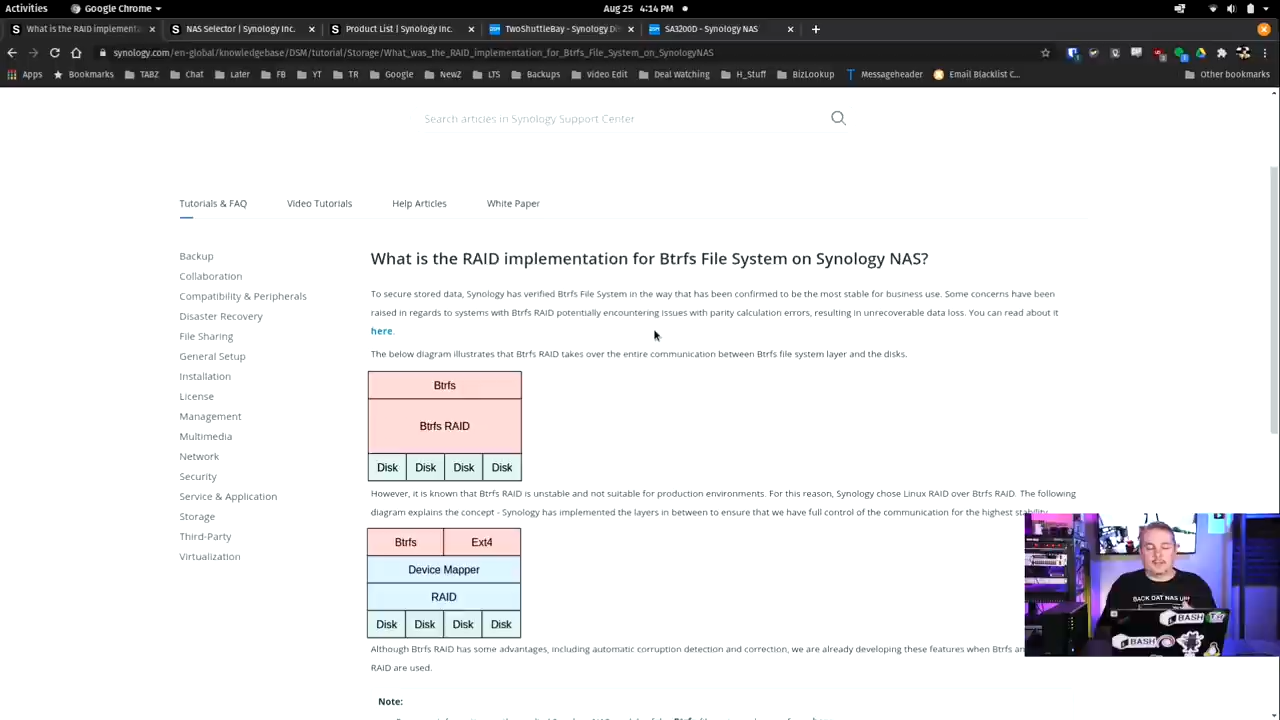 Activities
Google Chrome
Aug 25 4:14 PM
What is the RAID implementa
NAS Selector | Synology Inc.
Product List | Synology Inc.
TwoShuttleBay - Synology D
SA3200D - Synology NAS
synology.com/en-global/knowledgebase/DSM/tutorial/Storage/What_was_the_RAID_implementation_for_Btrfs_File_System_on_SynologyNAS
Apps
Bookmarks
TABZ
Chat
Later
FB
YT
TR
Google
NewZ
LTS
Backups
Video Edit
Deal Watching
H_Stuff
BizLookup
Messageheader
Email Blacklist C...
Other bookmarks
Search articles in Synology Support Center
Tutorials & FAQ
Video Tutorials
Help Articles
White Paper
Backup
Collaboration
Compatibility & Peripherals
Disaster Recovery
File Sharing
General Setup
Installation
License
Management
Multimedia
Network
Security
Service & Application
Storage
Third-Party
Virtualization
What is the RAID implementation for Btrfs File System on Synology NAS?
To secure stored data, Synology has verified Btrfs File System in the way that has been confirmed to be the most stable for business use. Some concerns have been
raised in regards to systems with Btrfs RAID potentially encountering issues with parity calculation errors, resulting in unrecoverable data loss. You can read about it
here.
The below diagram illustrates that Btrfs RAID takes over the entire communication between Btrfs file system layer and the disks.
Btrfs
Btrfs RAID
Disk Disk Disk Disk
However, it is known that Btrfs RAID is unstable and not suitable for production environments. For this reason, Synology chose Linux RAID over Btrfs RAID. The following
diagram explains the concept - Synology has implemented the layers in between to ensure that we have full control of the communication for the highest stability.
Btrfs Ext4
Device Mapper
RAID
Disk Disk Disk Disk
Although Btrfs RAID has some advantages, including automatic corruption detection and correction, we are already developing these features when Btrfs an
RAID are used.
Note:
BACK DAT NAS UP!
BASH
BASH